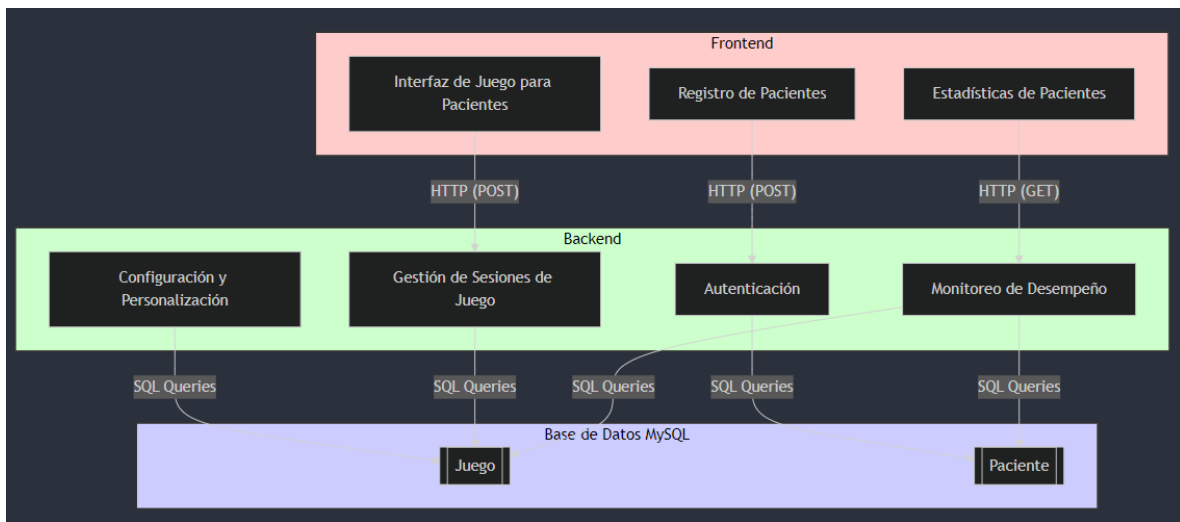 Frontend
Interfaz de Juego para
Pacientes
Registro de Pacientes
Estadísticas de Pacientes
HTTP (POST)
HTTP (POST)
HTTP (GET)
Backend
Configuración y
Personalización
Gestión de Sesiones de
Juego
Autenticación
Monitoreo de Desempeño
SQL Queries
SQL Queries
SQL Queries
SQL Queries
SQL Queries
Base de Datos MySQL
Juego
Paciente